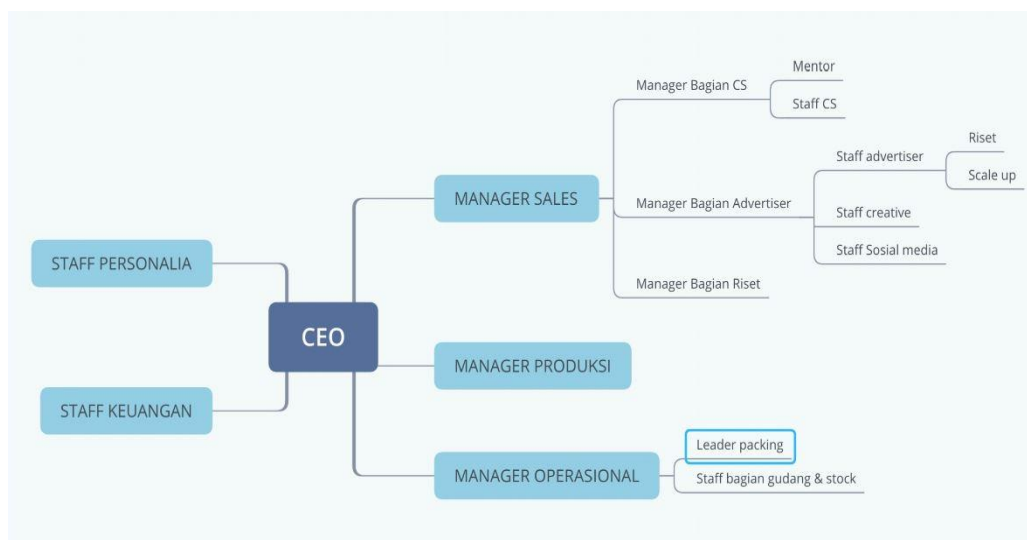 Mentor
Manager Bagian CS
Staff CS
Riset
Staff advertiser
Scale up
MANAGER SALES
Manager Bagian Advertiser
Staff creative
Staff Sosial media
STAFF PERSONALIA
Manager Bagian Riset
CEO
MANAGER PRODUKSI
STAFF KEUANGAN
Leader packing
MANAGER OPERASIONAL
Staff bagian gudang & stock